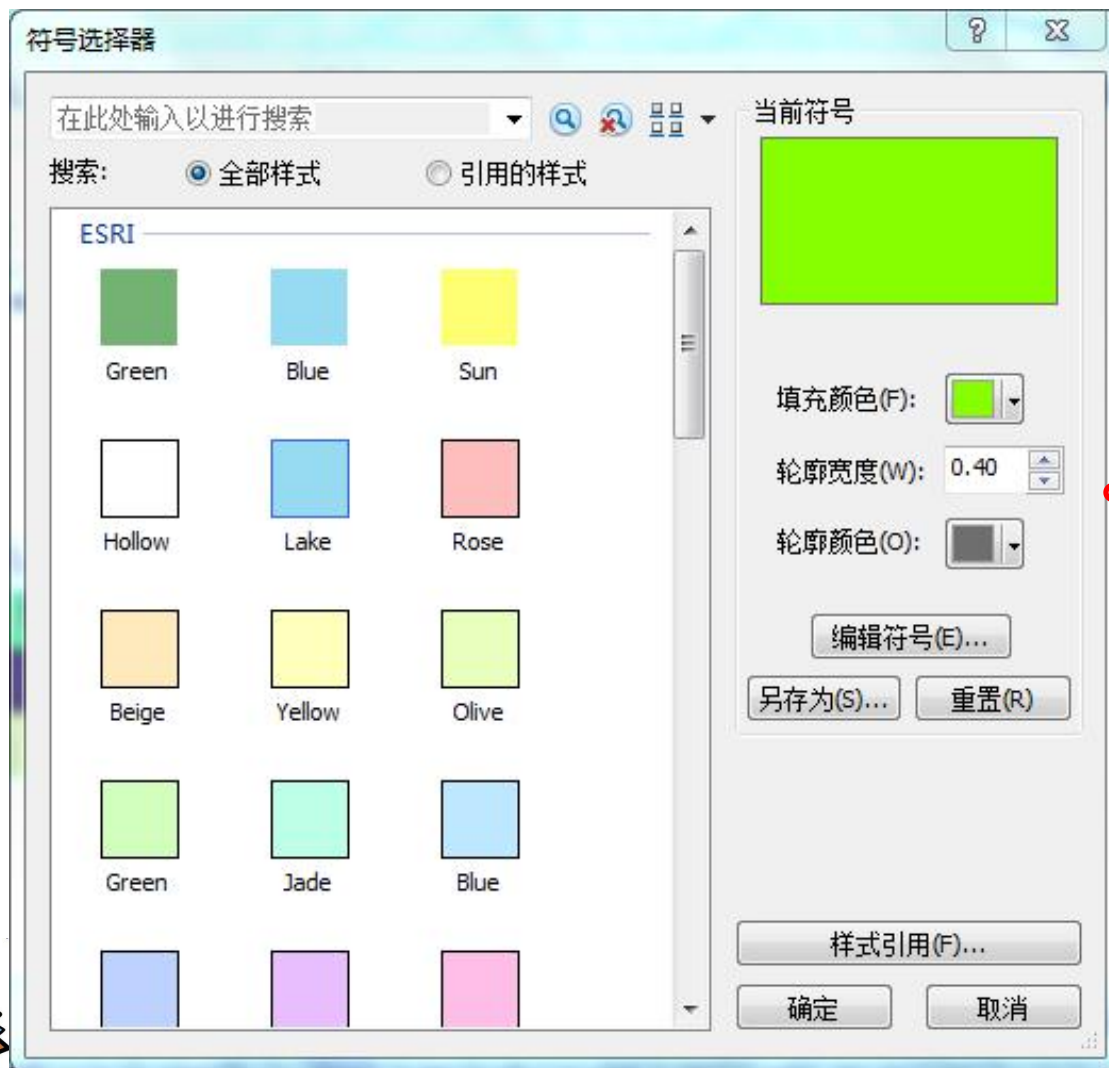 符号选择器
在此处输入以进行搜索
搜索: 全部样式 引用的样式
ESRI
Green Blue Sun
Hollow Lake Rose
Beige Yellow Olive
Green Jade Blue
当前符号
填充颜色(F):
轮廓宽度(W): 0.40
轮廓颜色(O):
编辑符号(E)...
另存为(S)... 重置(R)
样式引用(F)...
确定 取消